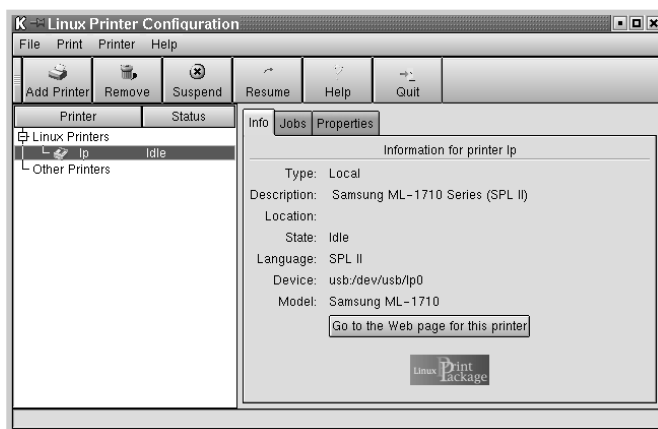 K Linux Printer Configuration
File Print Printer Help
Add Printer Remove Suspend Resume Help Quit
Printer Status
Linux Printers
lp Idle
Other Printers
Info Jobs Properties
Information for printer lp
Type: Local
Description: Samsung ML-1710 Series (SPL II)
Location:
State: Idle
Language: SPL II
Device: usb:/dev/usb/lp0
Model: Samsung ML-1710
Go to the Web page for this printer
Linux Print Package